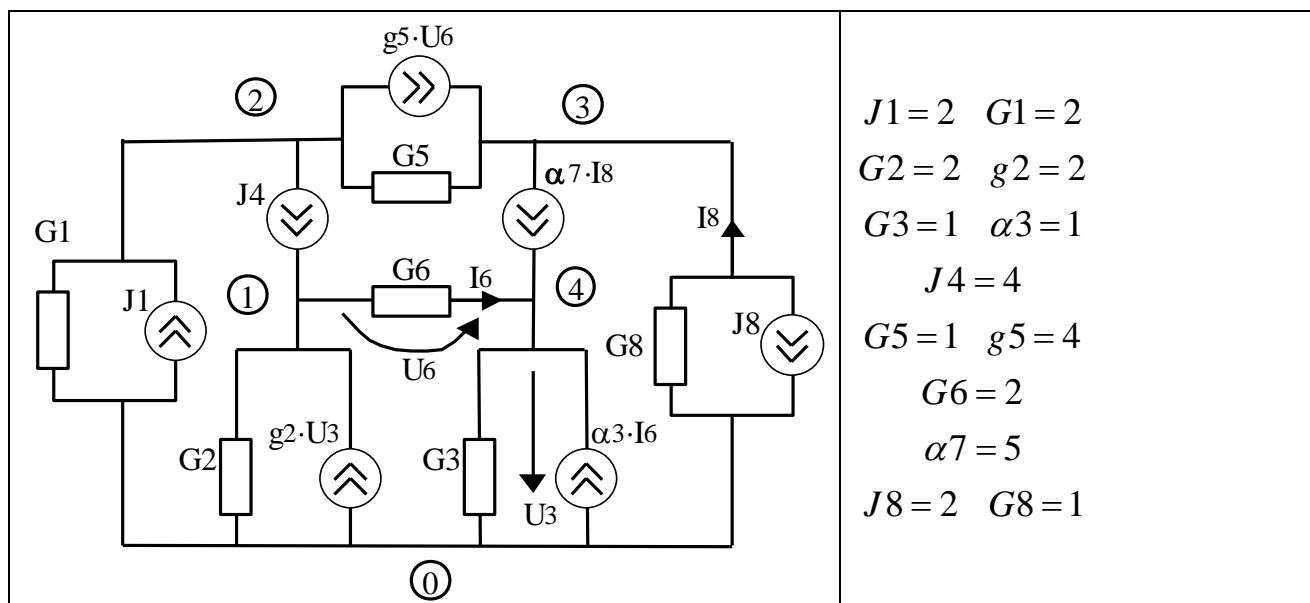 g5·U6
2
3
G5
α7·I8
J4
G1
I8
G6
I6
1
4
J1
J8
G8
U6
g2·U3
α3·I6
G2
G3
U3
0
J1 = 2 G1 = 2
G2 = 2 g2 = 2
G3 = 1 α3 = 1
J4 = 4
G5 = 1 g5 = 4
G6 = 2
α7 = 5
J8 = 2 G8 = 1